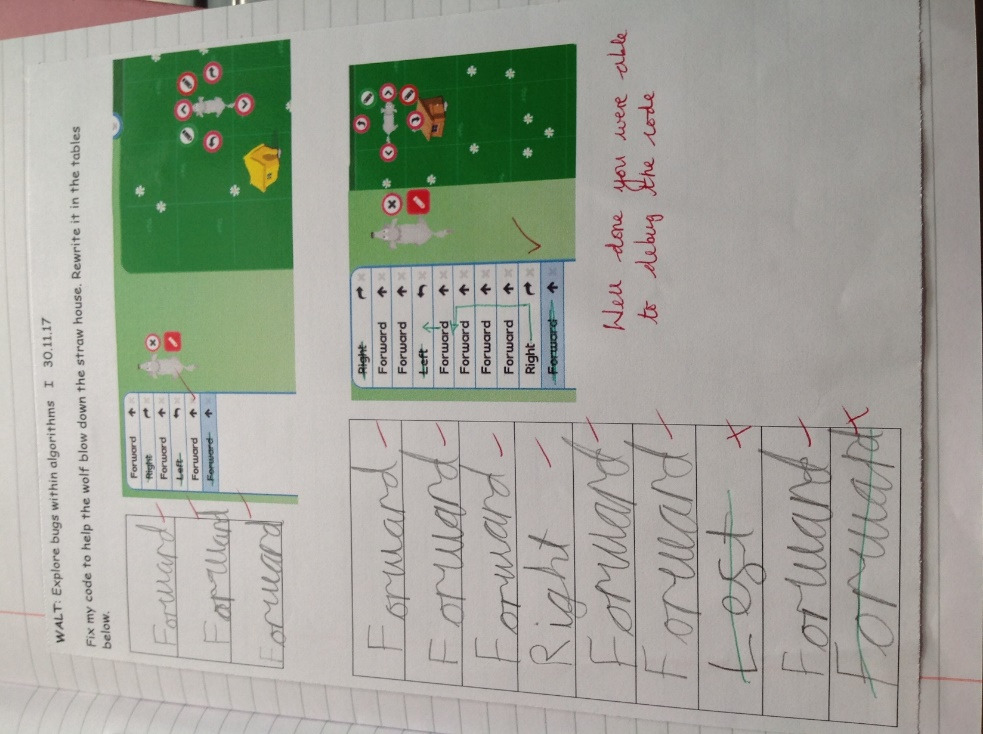 WALT: Explore bugs within algorithms I 30.11.17
Fix my code to help the wolf blow down the straw house. Rewrite it in the tables
below.
Forward
Right
Forward
Left
Forward
Forward
Forward
Forward
Forward
Right
Forward
Forward
Left
Forward
Forward
Forward
Forward
Right
Forward
Forward
Forward
Forward
Right
Forward
Forward
Left
Forward
Forward
Well done you were able
to debug the code